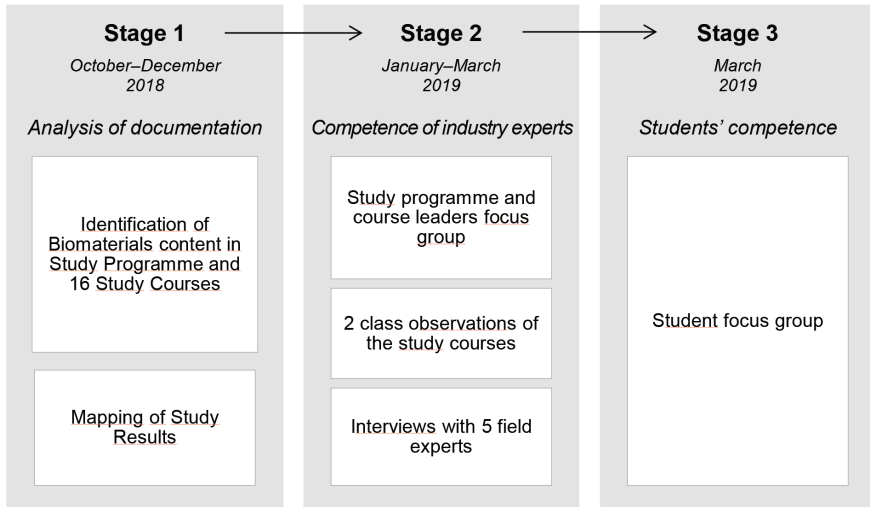 Stage 1
October–December
2018
Analysis of documentation
Identification of
Biomaterials content in
Study Programme and
16 Study Courses
Mapping of Study
Results
Stage 2
January–March
2019
Competence of industry experts
Study programme and
course leaders focus
group
2 class observations of
the study courses
Interviews with 5 field
experts
Stage 3
March
2019
Students’ competence
Student focus group